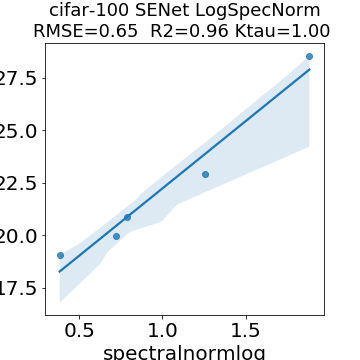 cifar-100 SENet LogSpecNorm
RMSE=0.65 R2=0.96 Ktau=1.00
27.5
25.0
22.5
20.0
17.5
0.5 1.0 1.5
spectralnormlog